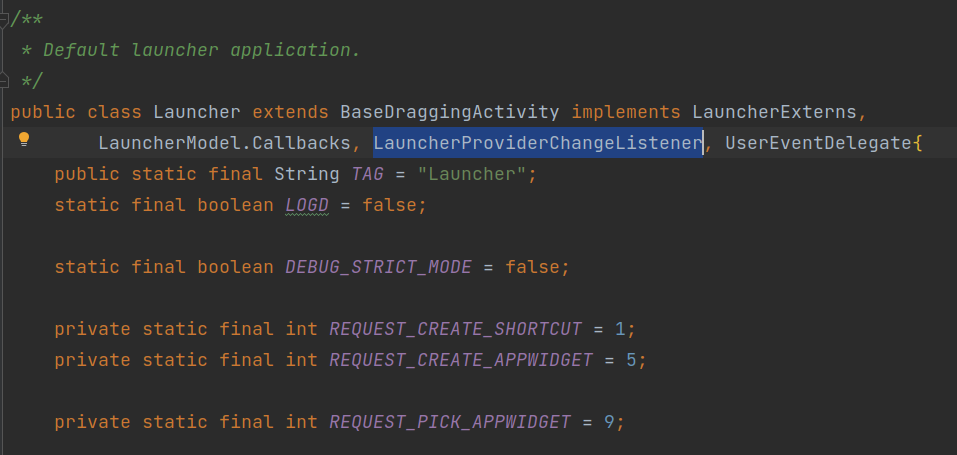 /**
 * Default launcher application.
 */
public class Launcher extends BaseDraggingActivity implements LauncherExterns,
        LauncherModel.Callbacks, LauncherProviderChangeListener, UserEventDelegate{
    public static final String TAG = "Launcher";
    static final boolean LOGD = false;
    static final boolean DEBUG_STRICT_MODE = false;
    private static final int REQUEST_CREATE_SHORTCUT = 1;
    private static final int REQUEST_CREATE_APPWIDGET = 5;
    private static final int REQUEST_PICK_APPWIDGET = 9;